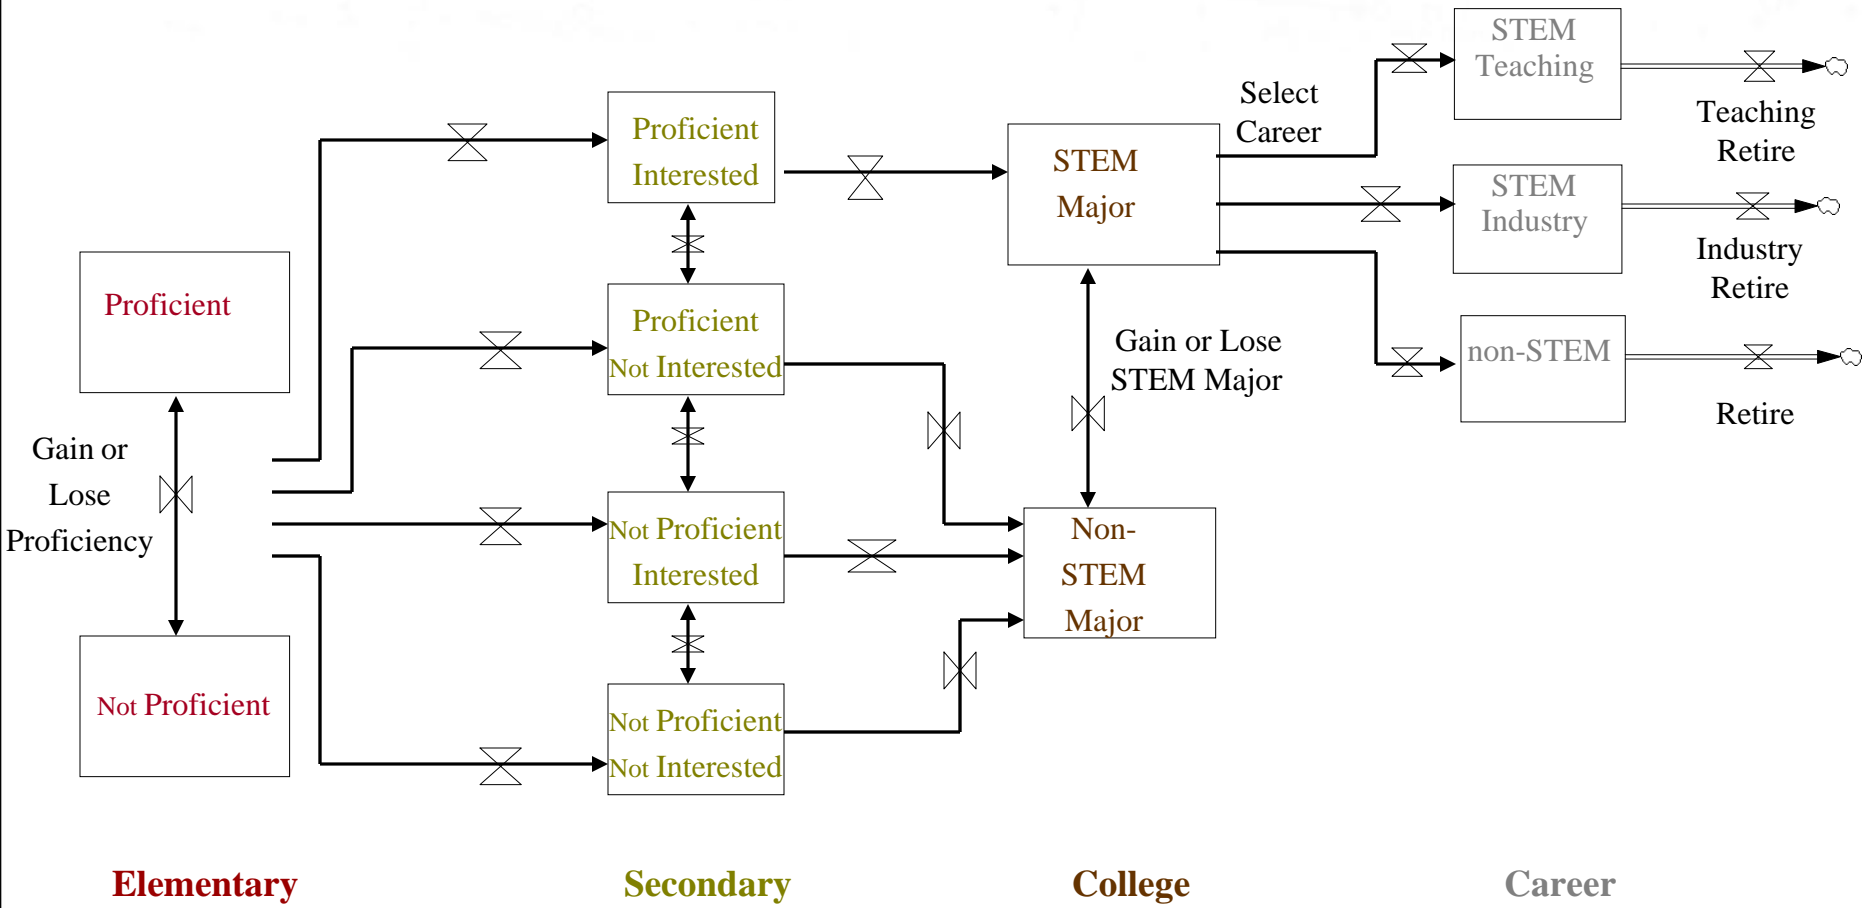 Proficient
Gain or
Lose
Proficiency
Not Proficient
Proficient
Interested
Proficient
Not Interested
Not Proficient
Interested
Not Proficient
Not Interested
STEM
Major
Gain or Lose
STEM Major
Non-
STEM
Major
Select
Career
STEM
Teaching
Teaching
Retire
STEM
Industry
Industry
Retire
non-STEM
Retire
Elementary
Secondary
College
Career